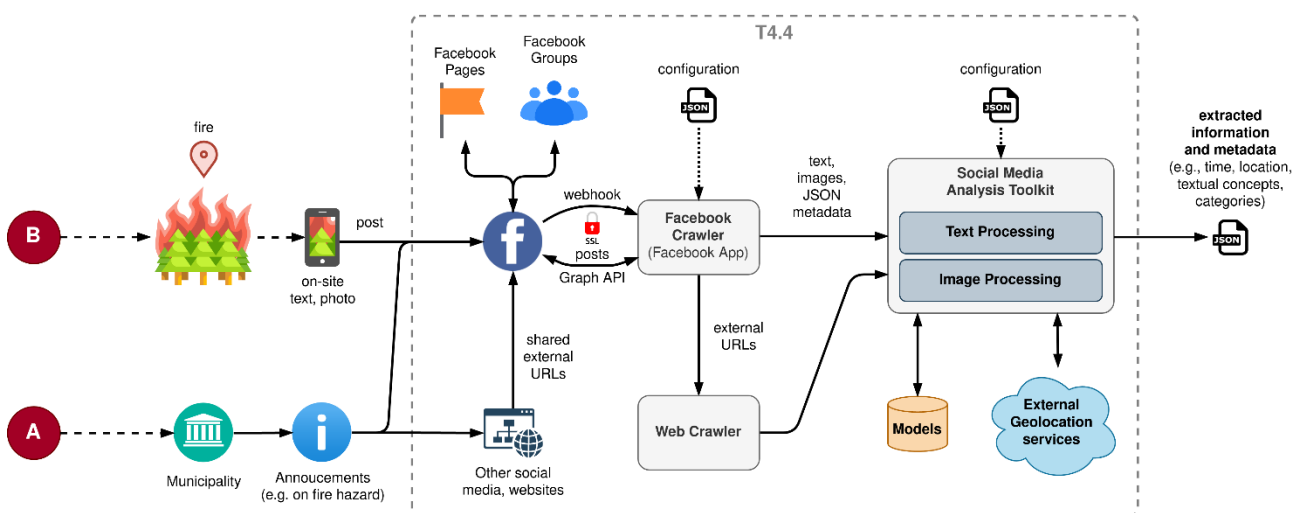 T4.4
Facebook
Pages
Facebook
Groups
configuration
JSON
configuration
JSON
extracted
information
and metadata
(e.g., time, location,
textual concepts,
categories)
JSON
fire
B
post
on-site
text, photo
f
webhook
SSL
posts
Graph API
Facebook
Crawler
(Facebook App)
text,
images,
JSON
metadata
Social Media
Analysis Toolkit
Text Processing
Image Processing
shared
external
URLs
external
URLs
A
Municipality
i
Annoucements
(e.g. on fire hazard)
Other social
media, websites
Web Crawler
Models
External
Geolocation
services